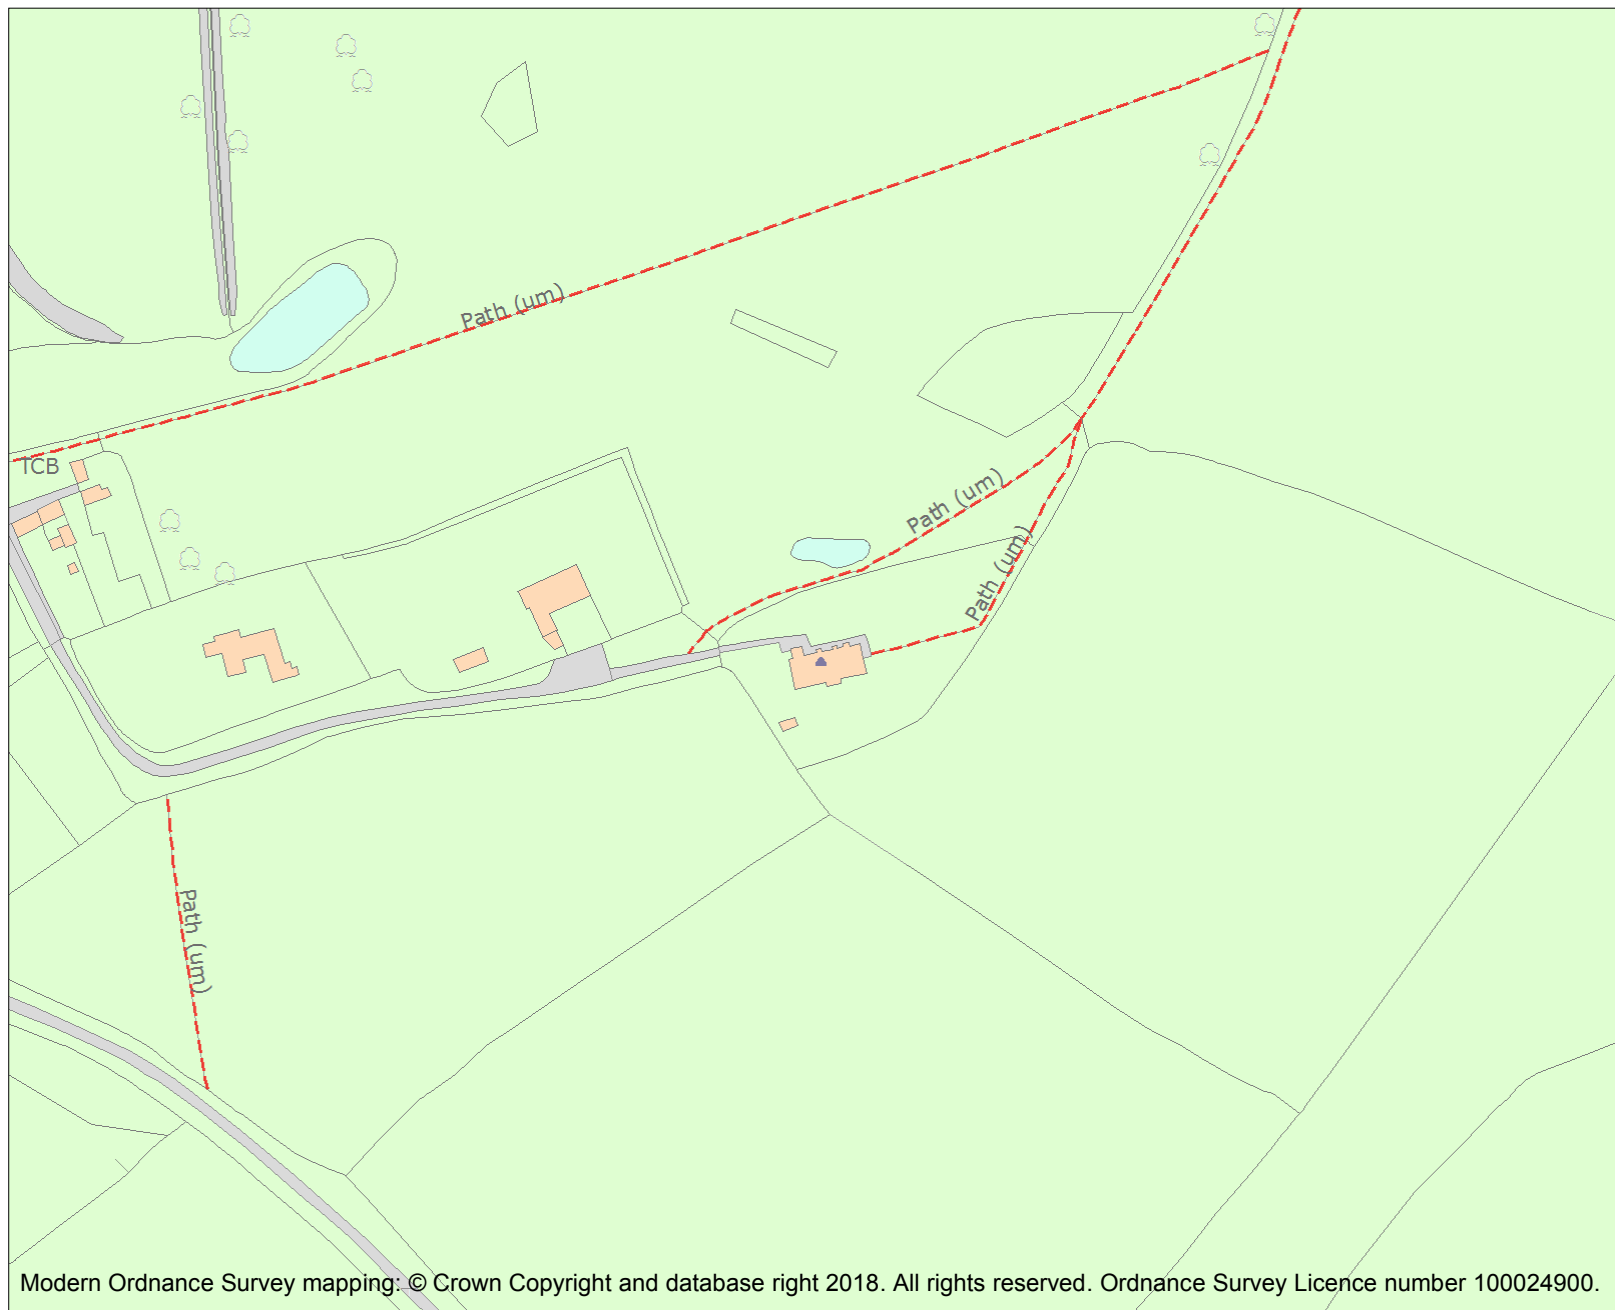 Path (um)
TCB
Path (um)
Path (um)
Path (um)
Modern Ordnance Survey mapping: © Crown Copyright and database right 2018. All rights reserved. Ordnance Survey Licence number 100024900.